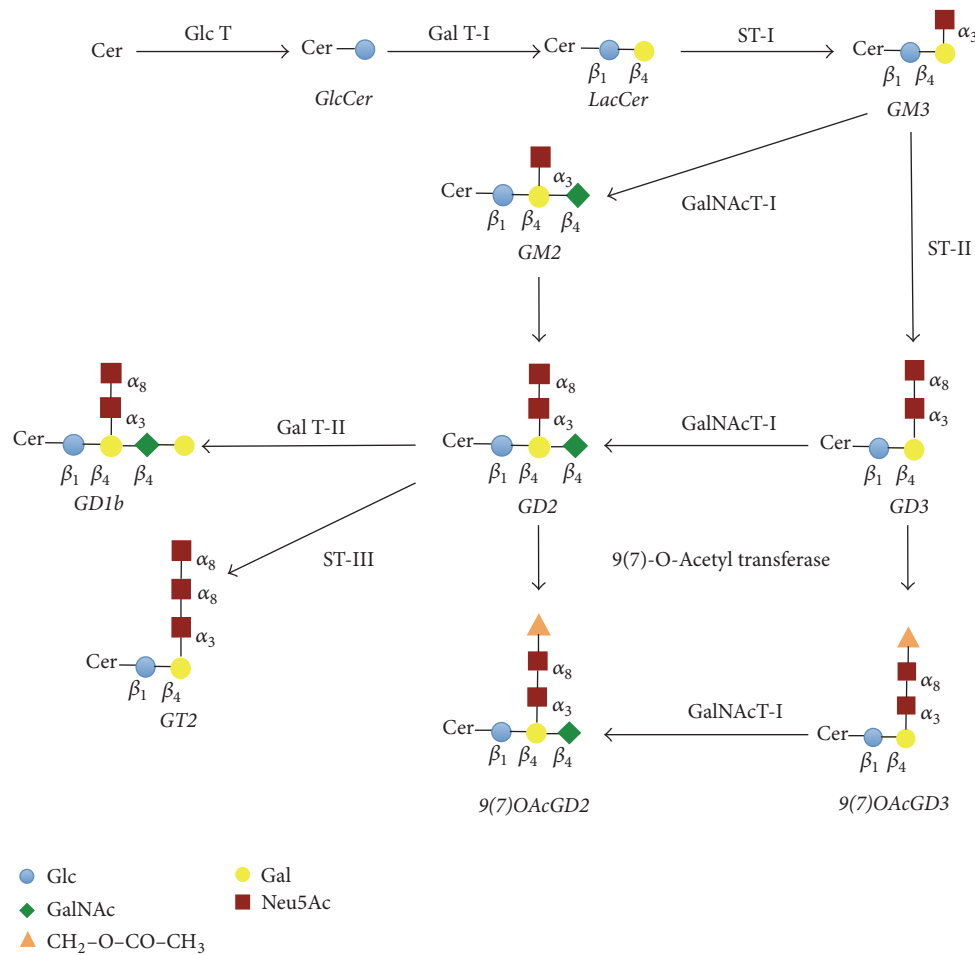 Cer
Glc T
Cer
GlcCer
Gal T-I
Cer
β1 β4
LacCer
ST-I
α3
Cer
β1 β4
GM3
GalNAcT-I
ST-II
α3
Cer
β1 β4 β4
GM2
α8
α3
Cer
β1 β4 β4
GD1b
Gal T-II
α8
α3
Cer
β1 β4 β4
GD2
GalNAcT-I
α8
α3
Cer
β1 β4
GD3
ST-III
9(7)-O-Acetyl transferase
α8
α8
α3
Cer
β1 β4
GT2
α8
α3
Cer
β1 β4 β4
9(7)OAcGD2
GalNAcT-I
α8
α3
Cer
β1 β4
9(7)OAcGD3
Glc
Gal
GalNAc
Neu5Ac
CH2–O–CO–CH3